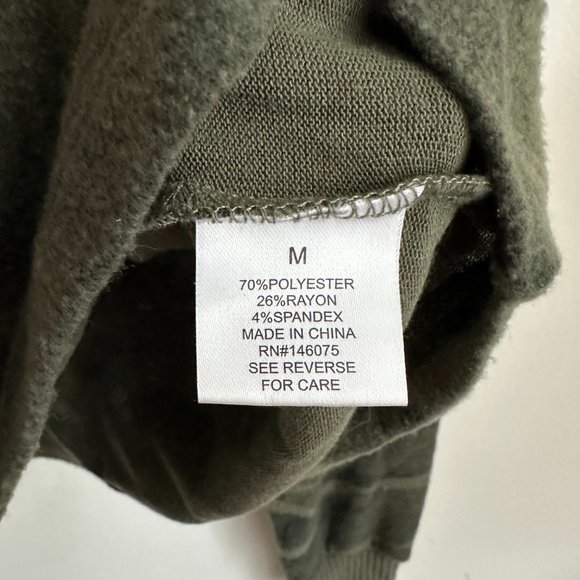 M
70%POLYESTER
26%RAYON
4%SPANDEX
MADE IN CHINA
RN#146075
SEE REVERSE
FOR CARE